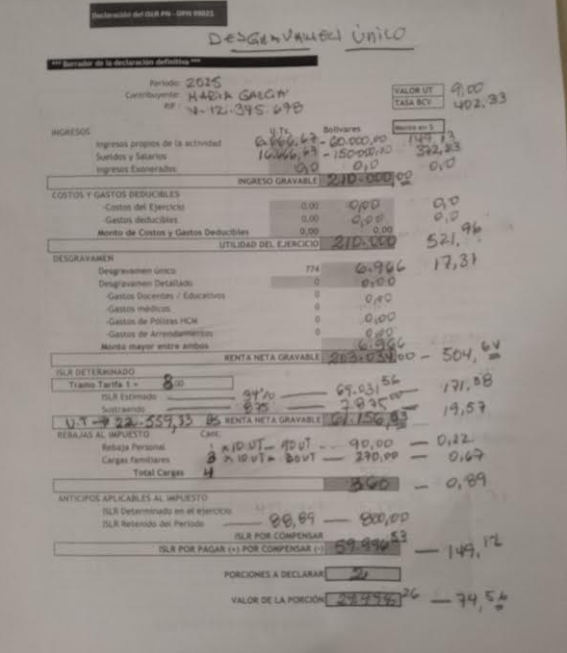 Declaración del ISLR PN - DPN 99025
DESGRAVAMEN ÚNICO
*** Borrador de la declaración definitiva ***
Periodo: 2025
Contribuyente: MARIA GARCIA
RIF: V-12.395.698
VALOR UT 9,00
TASA BCV 402,33
INGRESOS U.T. Bolivares Monto en $
Ingresos propios de la actividad 6.666,67 - 60.000,00 149,13
Sueldos y Salarios 16.666,67 - 150.000,00 372,83
Ingresos Exonerados 0,0 0,0 0,0
INGRESO GRAVABLE 210.000,00
COSTOS Y GASTOS DEDUCIBLES
-Costos del Ejercicio 0,00 0,00 0,0
-Gastos deducibles 0,00 0,00 0,0
Monto de Costos y Gastos Deducibles 0,00 0,00
UTILIDAD DEL EJERCICIO 210.000 521,96
DESGRAVAMEN
Desgravamen único 774 6.966 17,31
Desgravamen Detallado 0 0,00
-Gastos Docentes / Educativos 0 0,00
-Gastos médicos 0 0,00
-Gastos de Polizas HCM 0 0,00
-Gastos de Arrendamientos 0 0,00
Monto mayor entre ambos 6.966
RENTA NETA GRAVABLE 203.034,00 - 504,64
ISLR DETERMINADO
Tramo Tarifa 1 = 8,00
ISLR Estimado 34% 69.031,56 171,58
Sustraendo 875 7.875,00 19,57
U.T → 22.559,33 BS RENTA NETA GRAVABLE 61.156,53
REBAJAS AL IMPUESTO Cant.
Rebaja Personal 1 x 10 UT - 90,00 - 0,22
Cargas Familiares 3 x 10 UT = 30UT - 270,00 - 0,67
Total Cargas 4
360 - 0,89
ANTICIPOS APLICABLES AL IMPUESTO
ISLR Determinado en el ejercicio
ISLR Retenido del Periodo 88,89 - 800,00
ISLR POR COMPENSAR
ISLR POR PAGAR (+) POR COMPENSAR (-) 59.996,53 - 149,12
PORCIONES A DECLARAR 2
VALOR DE LA PORCIÓN 29.998,26 - 74,56